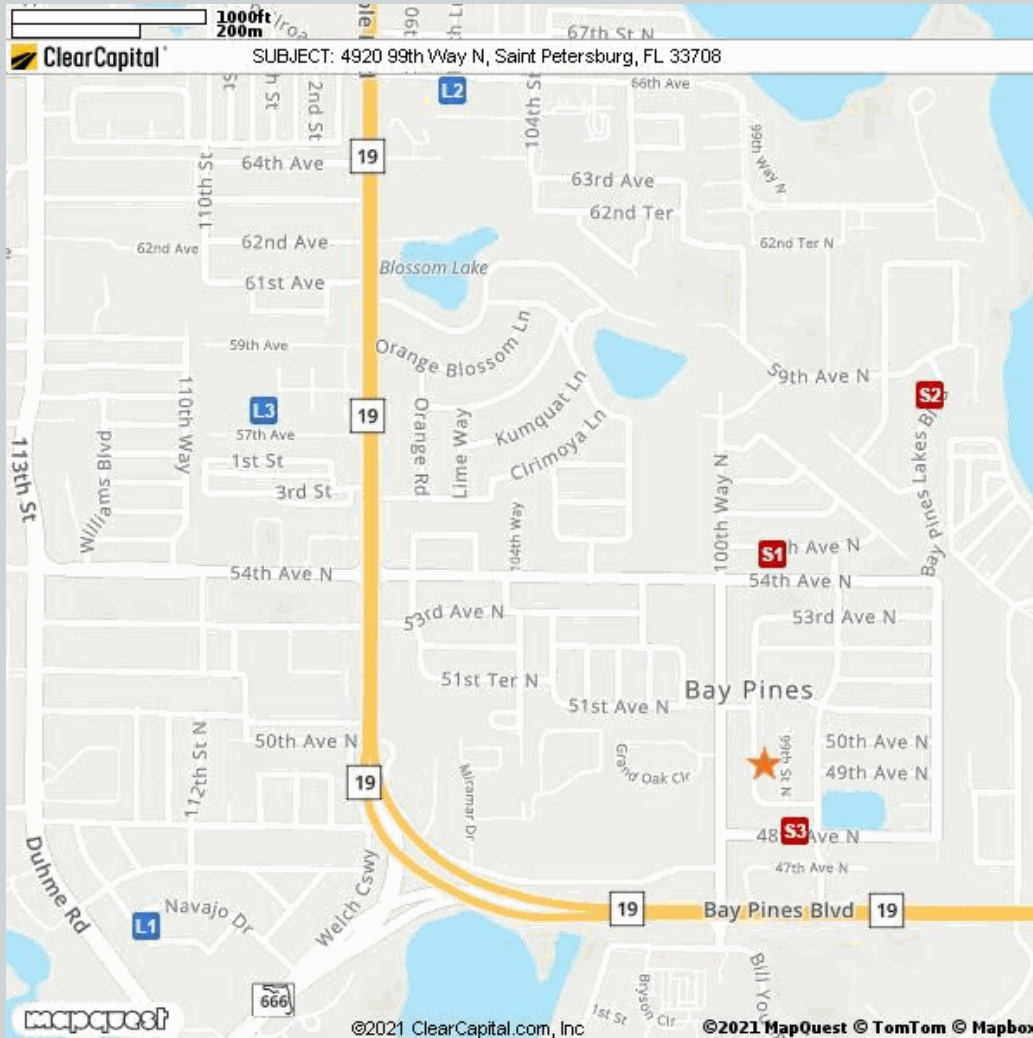 1000ft
200m
67th St N
ClearCapital
SUBJECT: 4920 99th Way N, Saint Petersburg, FL 33708
L2
66th Ave
2nd St
104th St
110th St
64th Ave
19
99th Way N
63rd Ave
62nd Ter
62nd Ave
62nd Ave
62nd Ter N
Blossom Lake
61st Ave
59th Ave
Orange Blossom Ln
59th Ave N
110th Way
L3
19
Orange Rd
Lime Way
Kumquat Ln
Cirimoya Ln
S2
Bay Pines Lakes
57th Ave
1st St
3rd St
113th St
Williams Blvd
104th Way
100th Way N
S1
h Ave N
54th Ave N
54th Ave N
53rd Ave N
53rd Ave N
51st Ter N
51st Ave N
Bay Pines
50th Ave N
112th St N
50th Ave N
99th St N
49th Ave N
Grand Oak Cir
Miramar Dr
19
48
S3
Ave N
47th Ave N
Duhme Rd
Welch Cswy
Navajo Dr
L1
19
Bay Pines Blvd
19
666
Bryson Cir
1st St
Bill You
mapquest
©2021 ClearCapital.com, Inc
©2021 MapQuest © TomTom © Mapbox